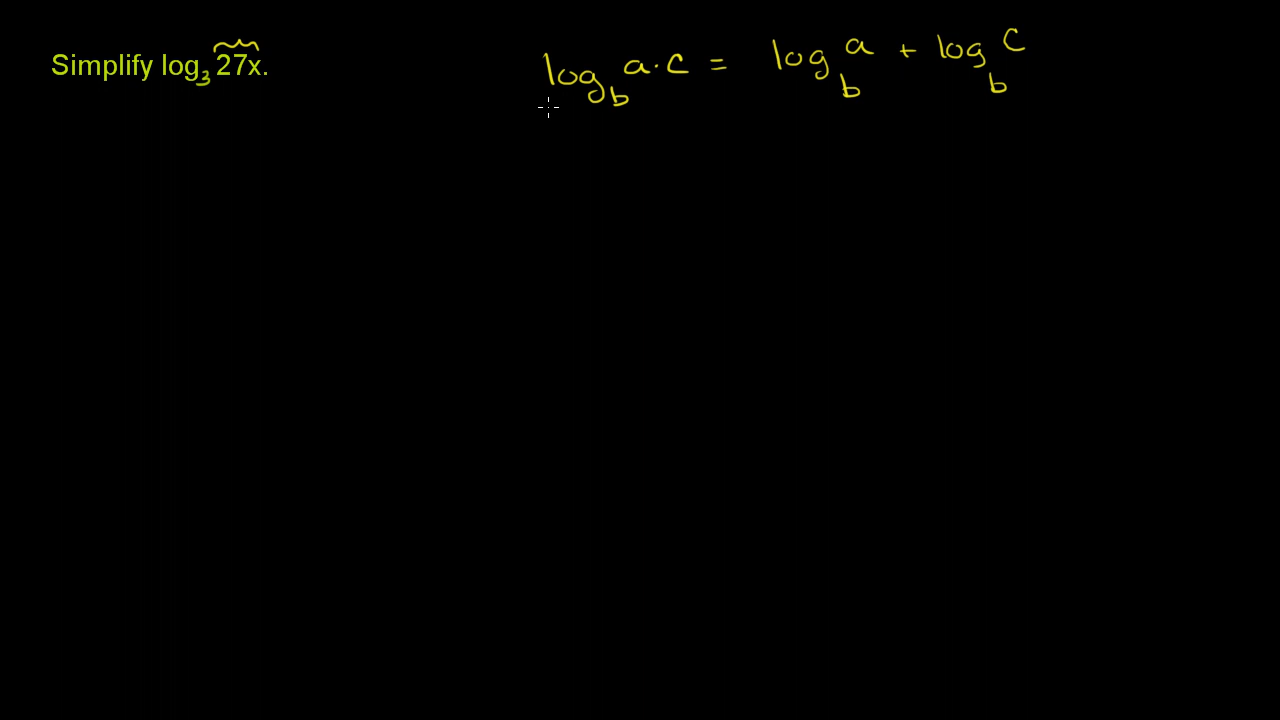 Simplify log₃ 27x.
log_b a·c = log_b a + log_b c